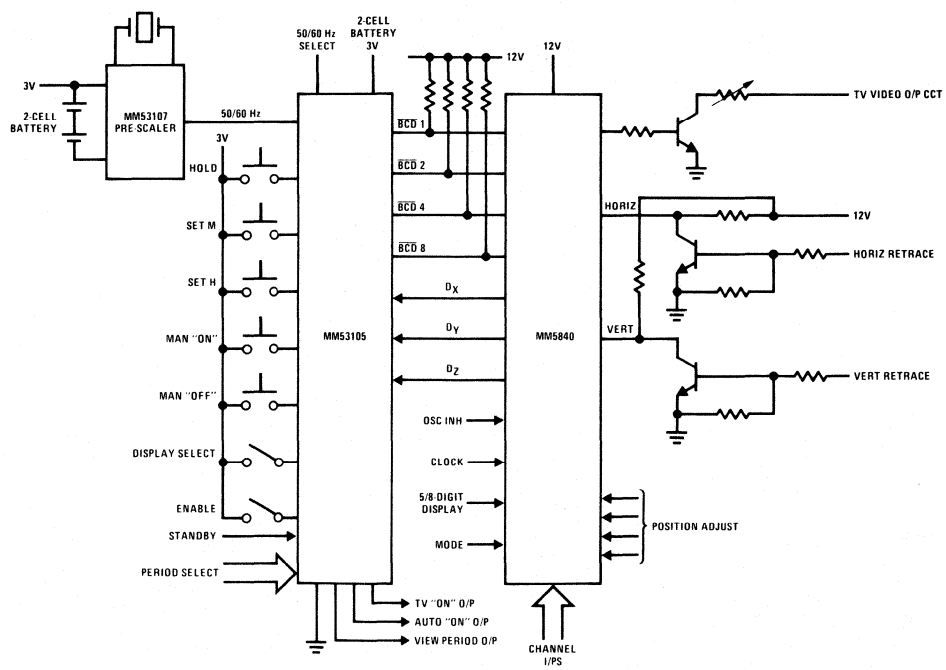 3V
2-CELL
BATTERY
MM53107
PRE-SCALER
50/60 Hz
50/60 Hz
SELECT
2-CELL
BATTERY
3V
12V
12V
3V
HOLD
SET M
SET H
MAN "ON"
MAN "OFF"
DISPLAY SELECT
ENABLE
STANDBY
PERIOD SELECT
MM53105
BCD 1
BCD 2
BCD 4
BCD 8
DX
DY
DZ
OSC INH
CLOCK
5/8-DIGIT
DISPLAY
MODE
MM5840
TV VIDEO O/P CCT
HORIZ
12V
HORIZ RETRACE
VERT
VERT RETRACE
POSITION ADJUST
TV "ON" O/P
AUTO "ON" O/P
VIEW PERIOD O/P
CHANNEL
I/PS